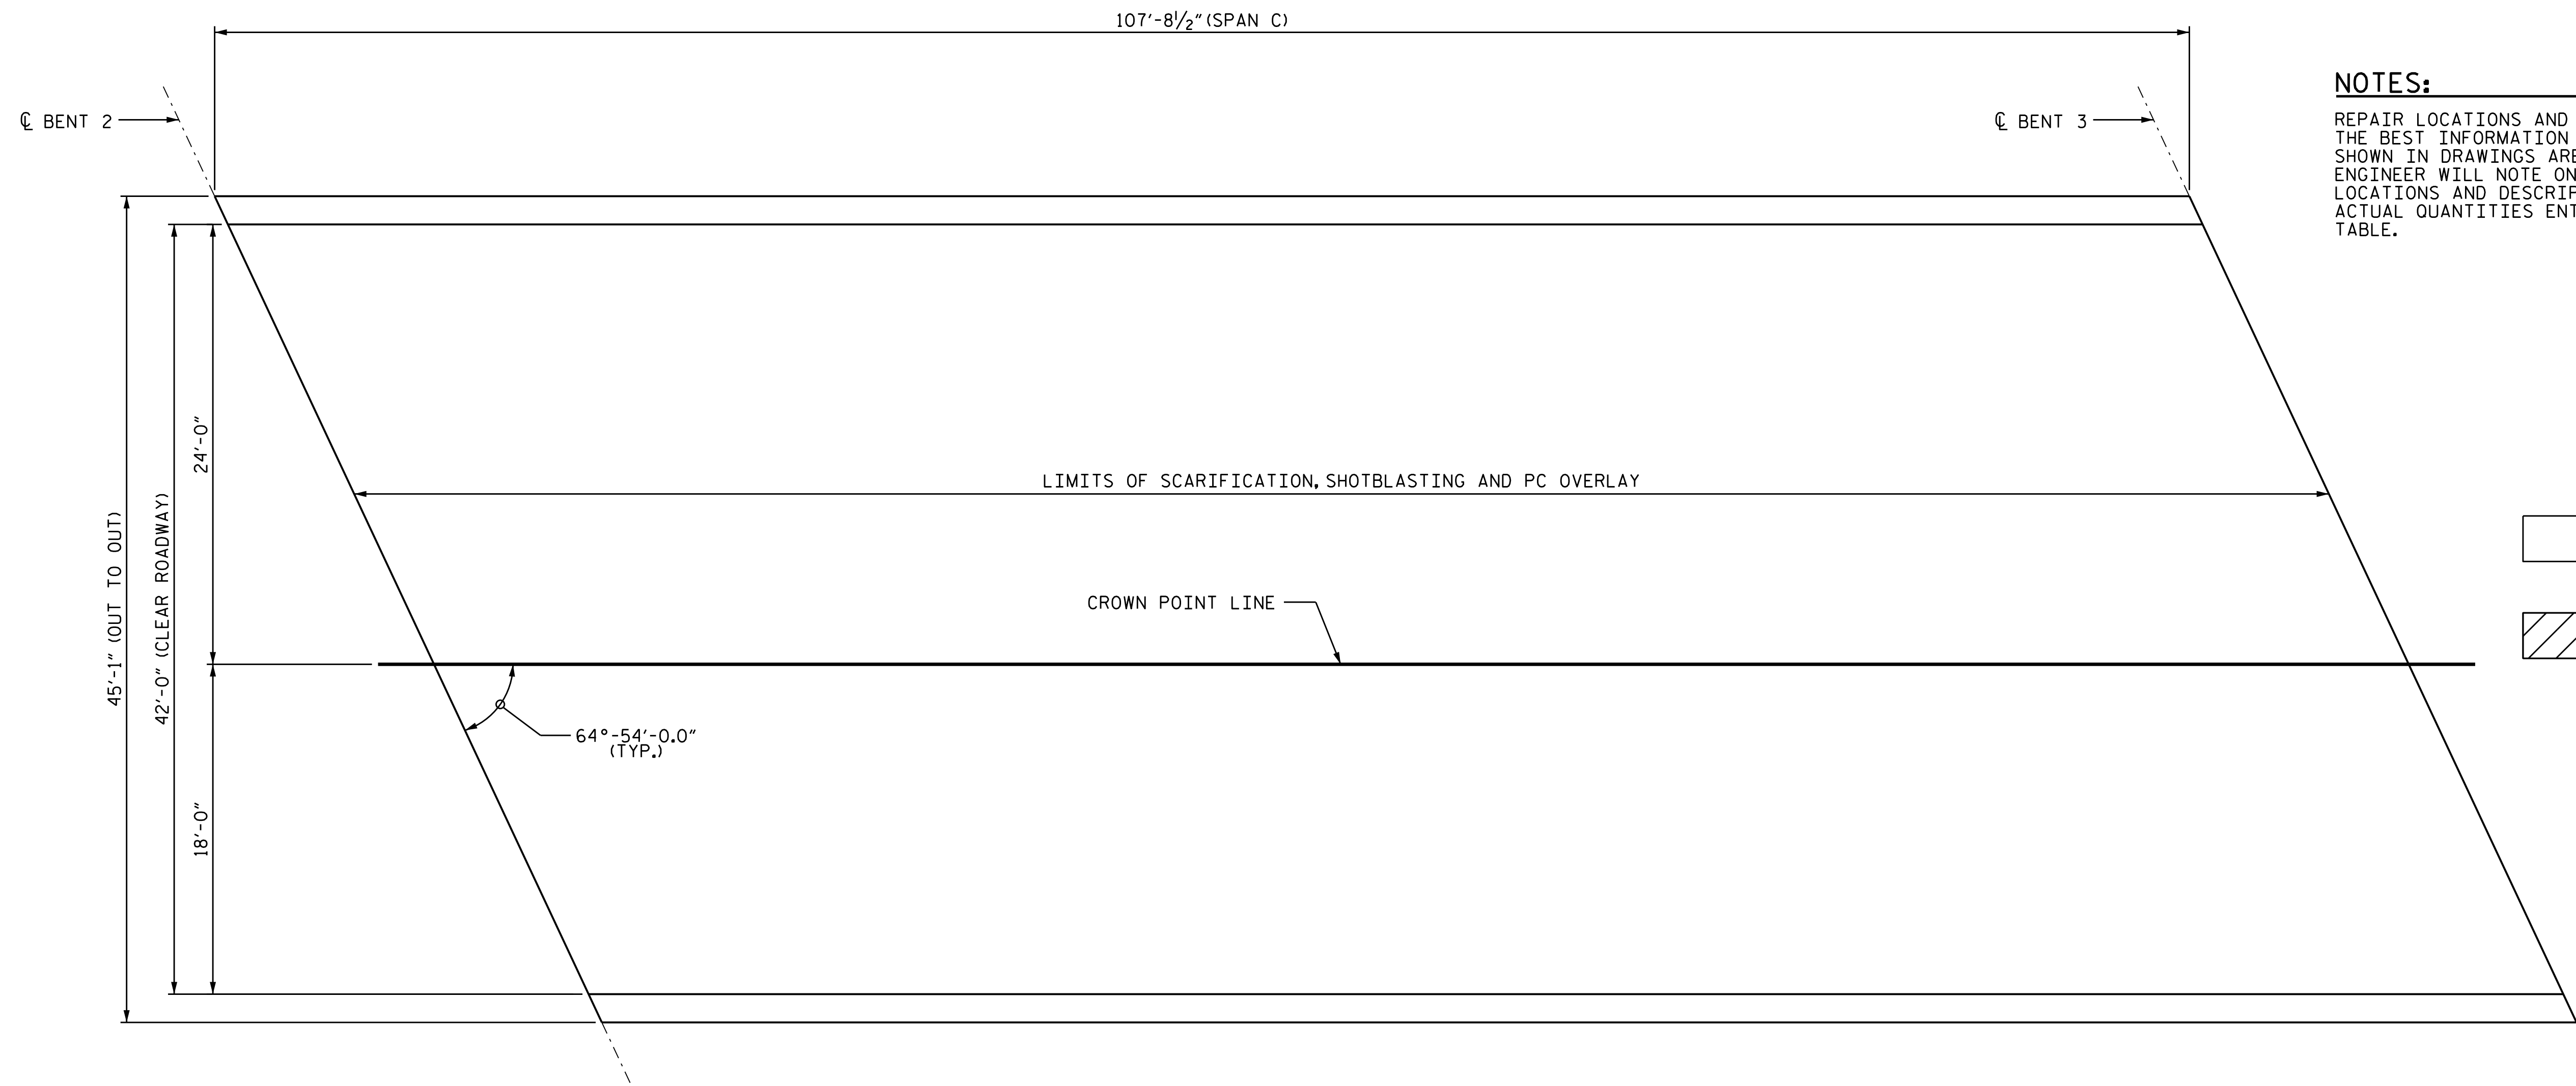 107'-8 1/2" (SPAN C)
℄ BENT 2
℄ BENT 3
NOTES:
REPAIR LOCATIONS AND
THE BEST INFORMATION
SHOWN IN DRAWINGS ARE
ENGINEER WILL NOTE ON
LOCATIONS AND DESCRIP
ACTUAL QUANTITIES ENT
TABLE.
45'-1" (OUT TO OUT)
42'-0" (CLEAR ROADWAY)
24'-0"
18'-0"
LIMITS OF SCARIFICATION, SHOTBLASTING AND PC OVERLAY
CROWN POINT LINE
64°-54'-0.0"
(TYP.)